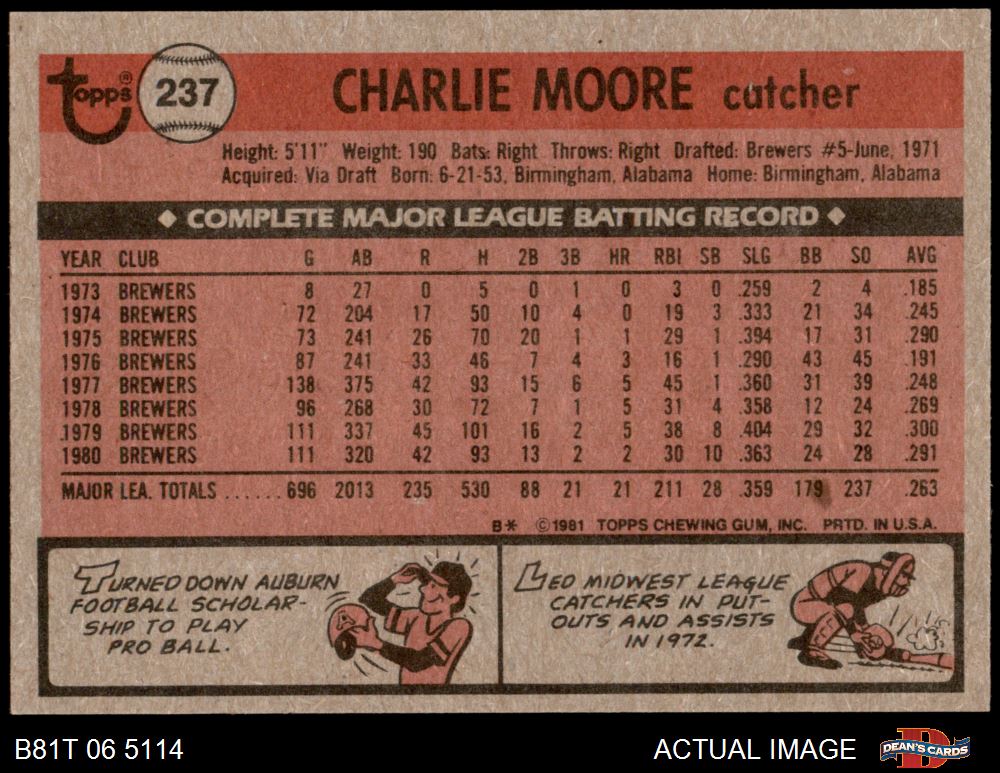 Topps® 237 CHARLIE MOORE catcher
Height: 5'11" Weight: 190 Bats: Right Throws: Right Drafted: Brewers #5-June, 1971
Acquired: Via Draft Born: 6-21-53, Birmingham, Alabama Home: Birmingham, Alabama
◆ COMPLETE MAJOR LEAGUE BATTING RECORD ◆
YEAR CLUB G AB R H 2B 3B HR RBI SB SLG BB SO AVG
1973 BREWERS 8 27 0 5 0 1 0 3 0 .259 2 4 .185
1974 BREWERS 72 204 17 50 10 4 0 19 3 .333 21 34 .245
1975 BREWERS 73 241 26 70 20 1 1 29 1 .394 17 31 .290
1976 BREWERS 87 241 33 46 7 4 3 16 1 .290 43 45 .191
1977 BREWERS 138 375 42 93 15 6 5 45 1 .360 31 39 .248
1978 BREWERS 96 268 30 72 7 1 5 31 4 .358 12 24 .269
1979 BREWERS 111 337 45 101 16 2 5 38 8 .404 29 32 .300
1980 BREWERS 111 320 42 93 13 2 2 30 10 .363 24 28 .291
MAJOR LEA. TOTALS ...... 696 2013 235 530 88 21 21 211 28 .359 179 237 .263
B* ©1981 TOPPS CHEWING GUM, INC. PRTD. IN U.S.A.
TURNED DOWN AUBURN
FOOTBALL SCHOLAR-
SHIP TO PLAY
PRO BALL.
LED MIDWEST LEAGUE
CATCHERS IN PUT-
OUTS AND ASSISTS
IN 1972.
B81T 06 5114 ACTUAL IMAGE DEAN'S CARDS